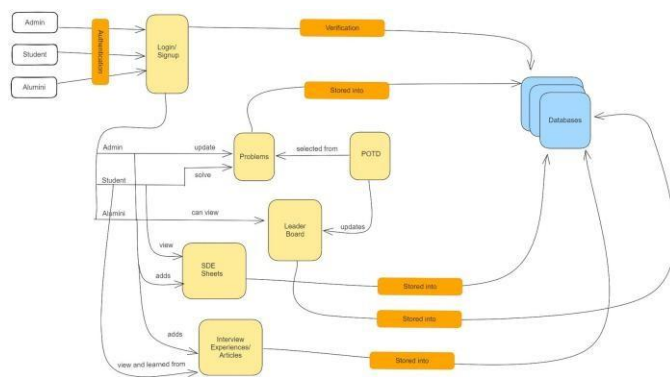 Admin
Student
Alumini
Authentication
Login/
Signup
Verification
Stored into
Databases
Admin
update
Problems
selected from
POTD
Student
solve
Alumini
can view
Leader
Board
updates
view
SDE
Sheets
adds
Stored into
Stored into
adds
Interview
Experiences/
Articles
Stored into
view and learned from